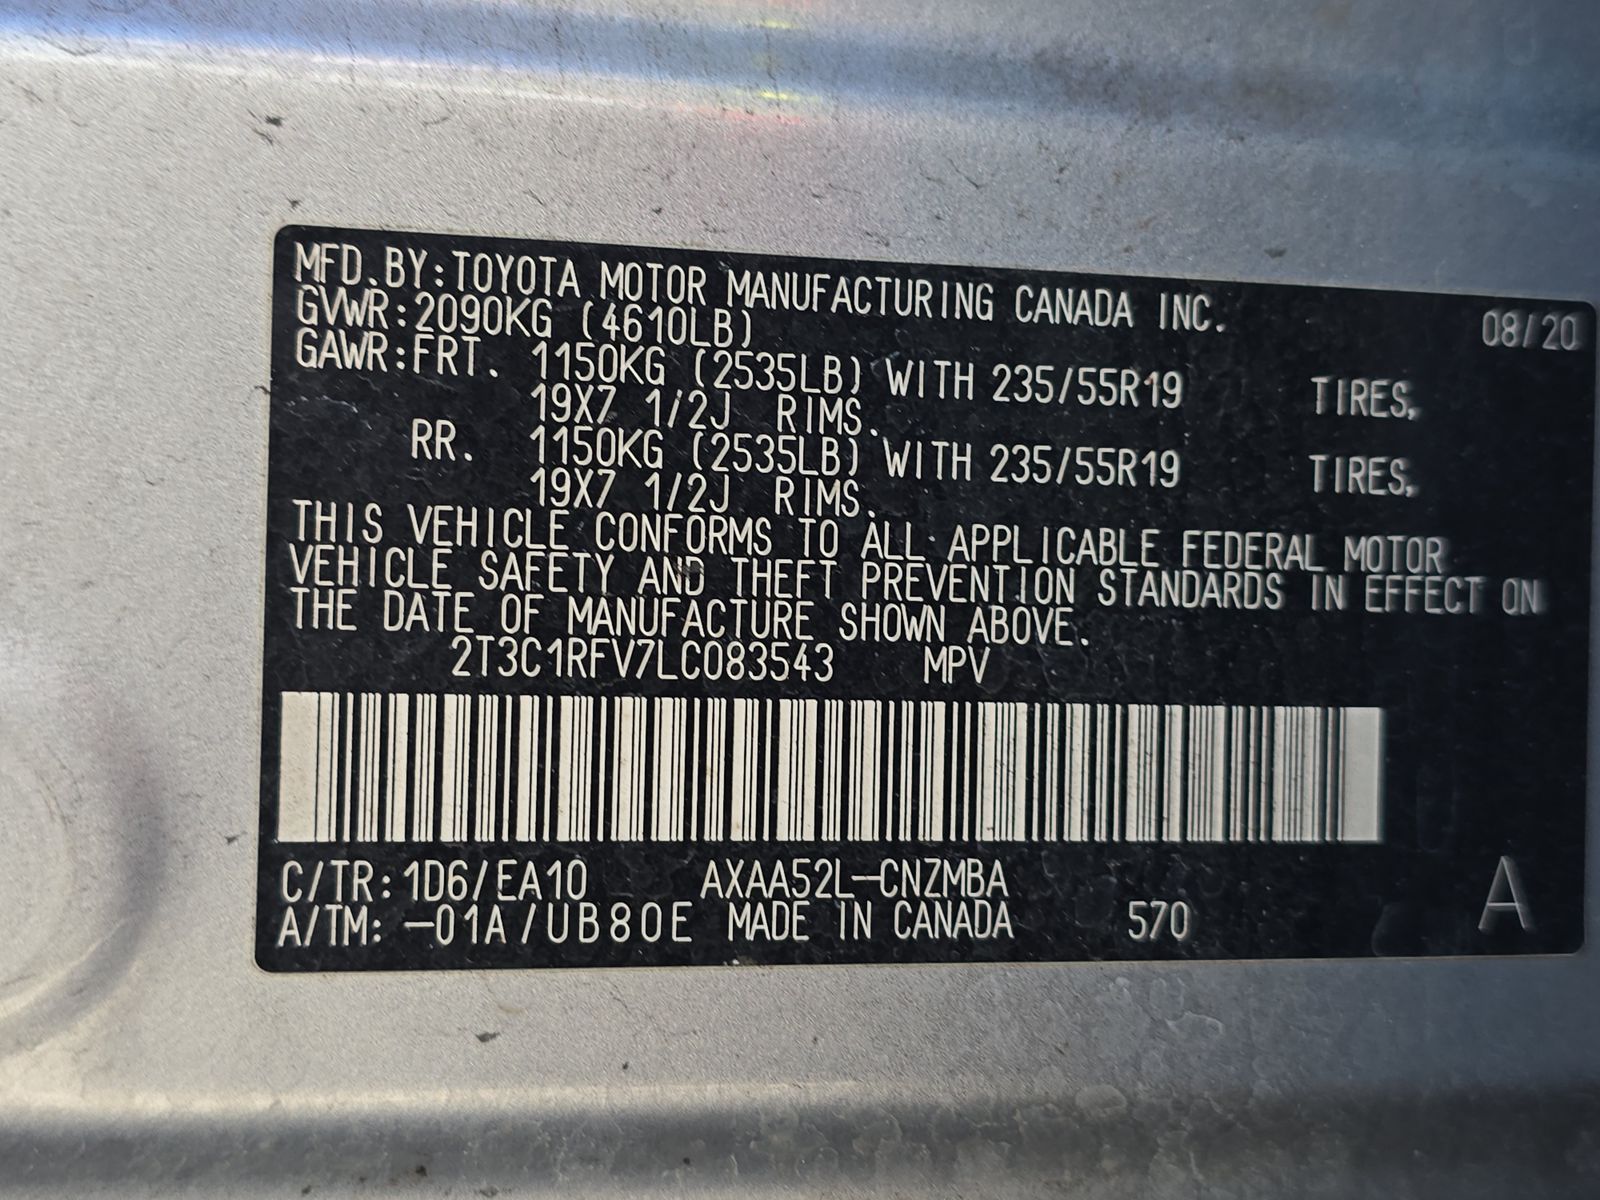 MFD.BY:TOYOTA MOTOR MANUFACTURING CANADA INC. 08/20
GVWR:2090KG (4610LB)
GAWR:FRT. 1150KG (2535LB) WITH 235/55R19 TIRES,
19X7 1/2J RIMS.
RR. 1150KG (2535LB) WITH 235/55R19 TIRES,
19X7 1/2J RIMS.
THIS VEHICLE CONFORMS TO ALL APPLICABLE FEDERAL MOTOR
VEHICLE SAFETY AND THEFT PREVENTION STANDARDS IN EFFECT ON
THE DATE OF MANUFACTURE SHOWN ABOVE.
2T3C1RFV7LC083543 MPV
C/TR:1D6/EA10 AXAA52L-CNZMBA
A/TM:-01A/UB80E MADE IN CANADA 570 A